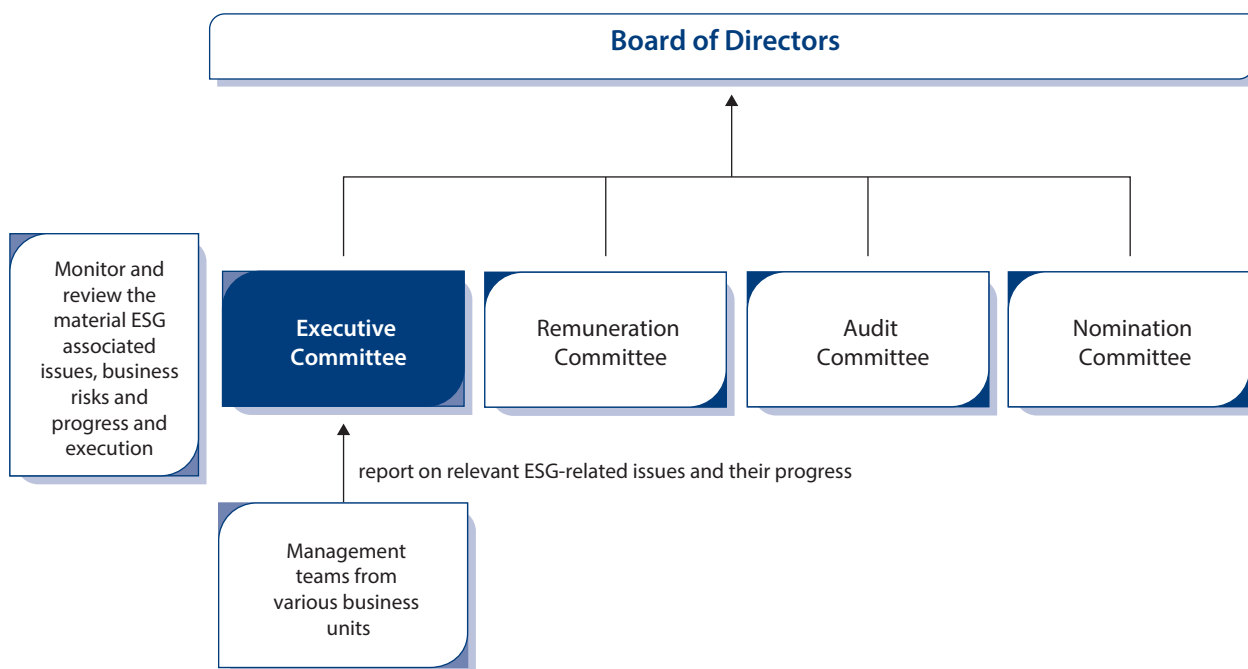 Board of Directors
Monitor and
review the
material ESG
associated
issues, business
risks and
progress and
execution
Executive
Committee
Remuneration
Committee
Audit
Committee
Nomination
Committee
report on relevant ESG-related issues and their progress
Management
teams from
various business
units